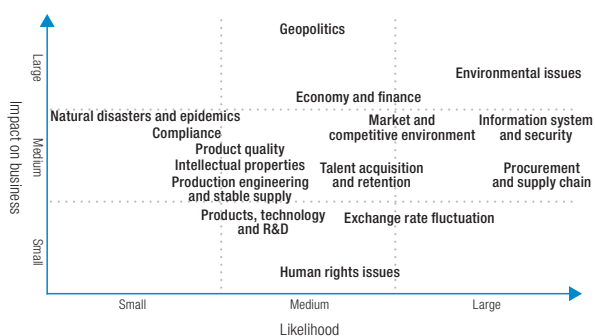 Geopolitics
Large
Environmental issues
Economy and finance
Natural disasters and epidemics
Market and
competitive environment
Information system
and security
Compliance
Impact on business
Medium
Product quality
Intellectual properties
Talent acquisition
and retention
Procurement
and supply chain
Production engineering
and stable supply
Products, technology
and R&D
Exchange rate fluctuation
Small
Human rights issues
Small
Medium
Large
Likelihood